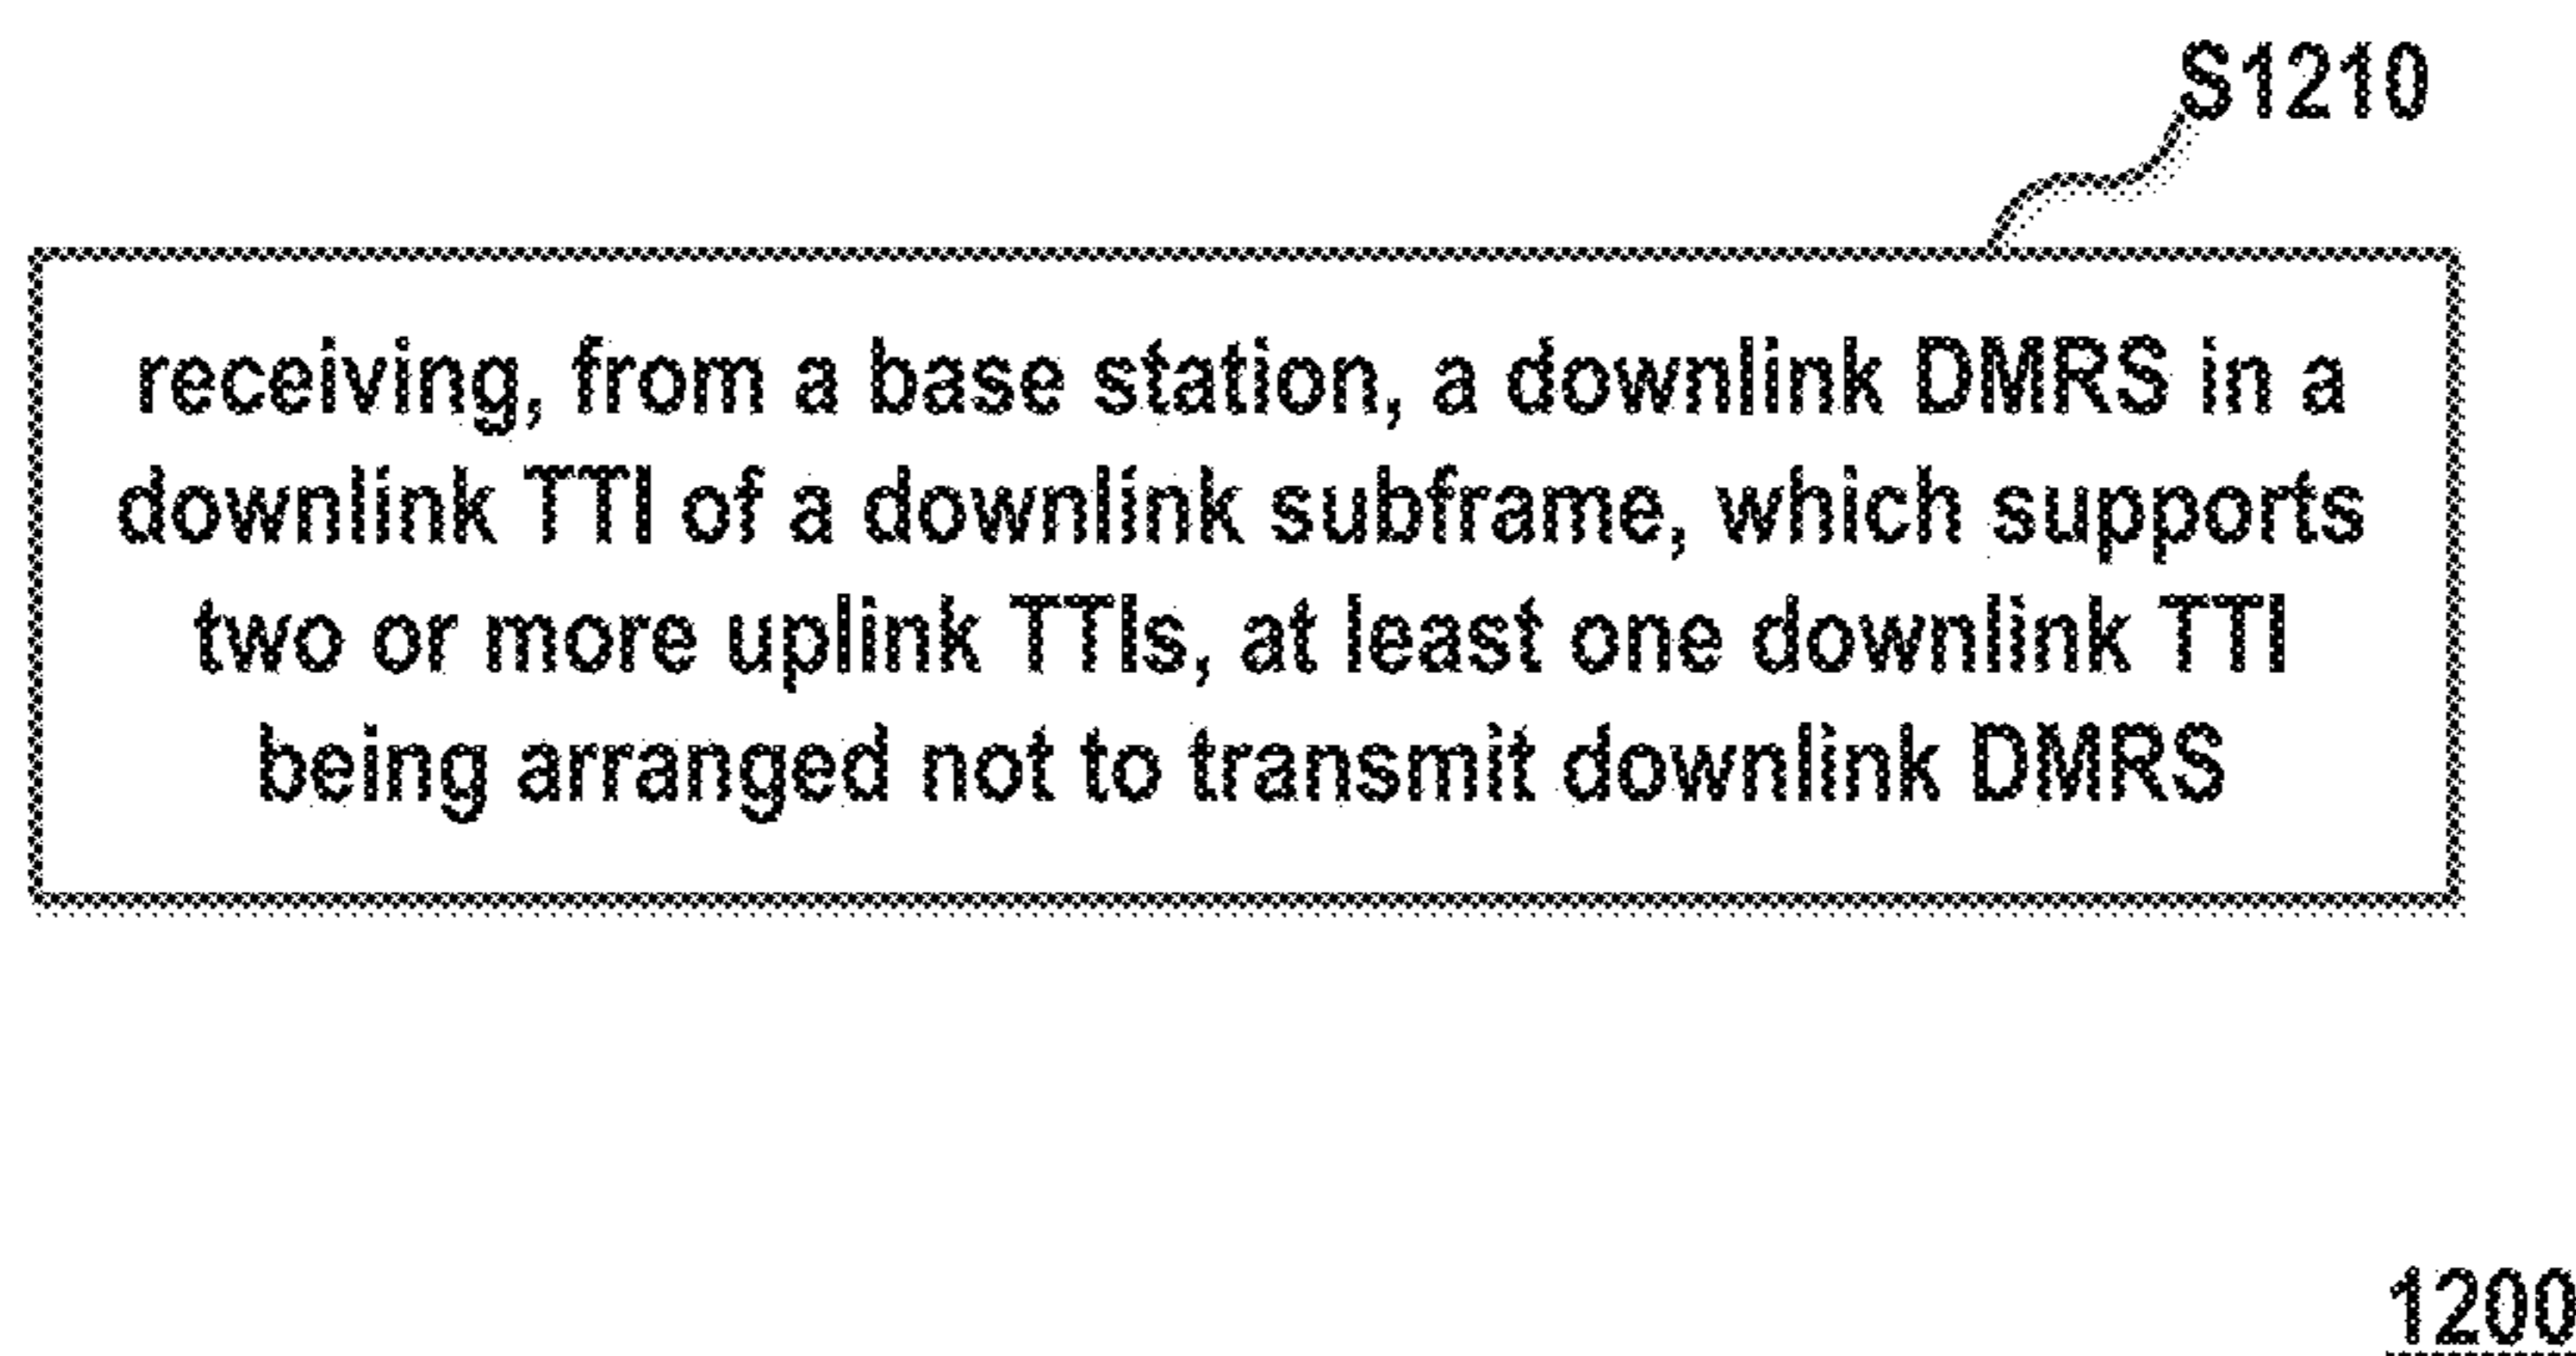 S1210
receiving, from a base station, a downlink DMRS in a
downlink TTI of a downlink subframe, which supports
two or more uplink TTIs, at least one downlink TTI
being arranged not to transmit downlink DMRS
1200